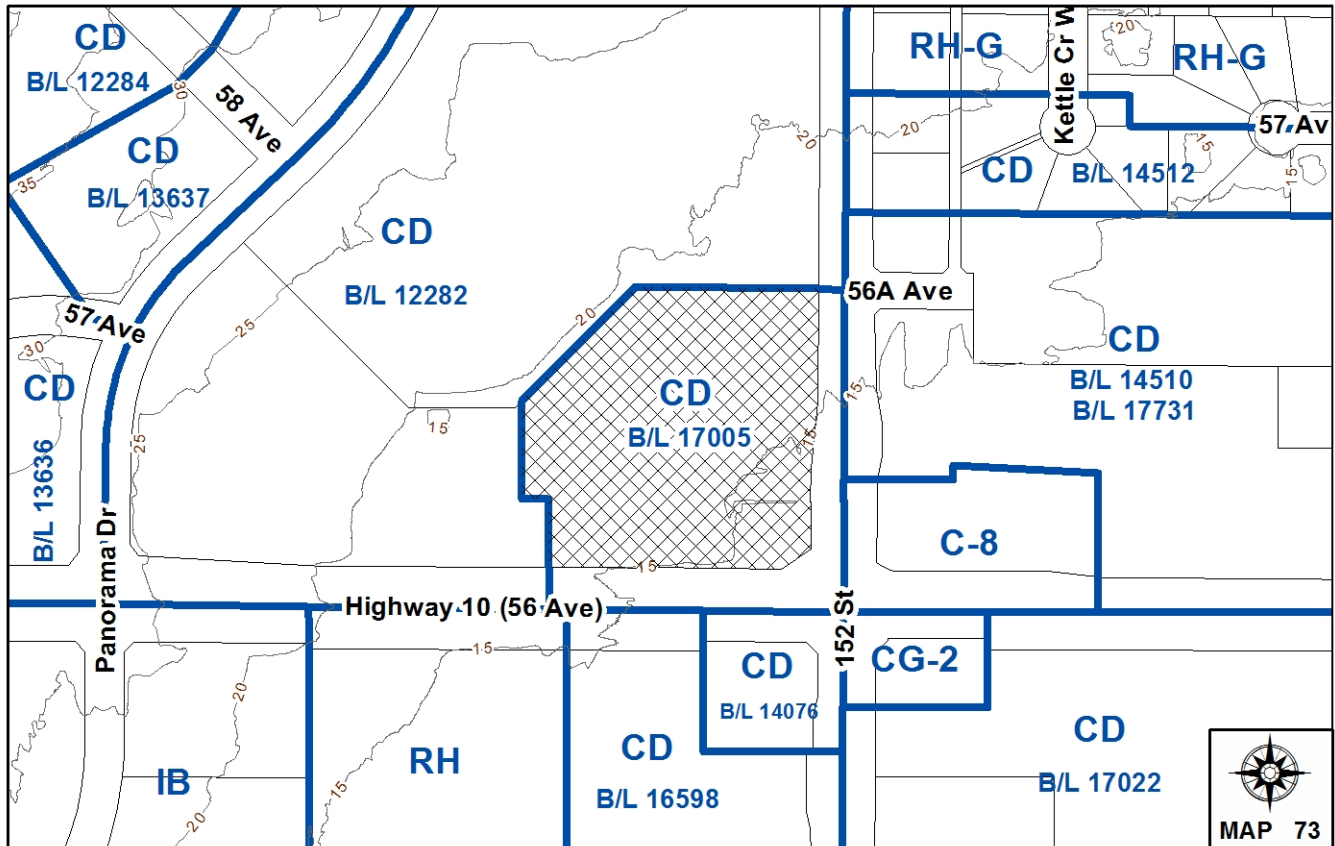 CD
B/L 12284
30
58 Ave
CD
B/L 13637
35
57 Ave
30
CD
B/L 13636
25
25
Panorama Dr
CD
B/L 12282
20
20
20
15
CD
B/L 17005
15
15
15
RH-G
Kettle Cr W
20
RH-G
57 Av
15
15
CD
B/L 14512
56A Ave
CD
B/L 14510
B/L 17731
C-8
Highway 10 (56 Ave)
152 St
15
20
20
15
IB
RH
CD
B/L 16598
CD
B/L 14076
CG-2
CD
B/L 17022
MAP 73